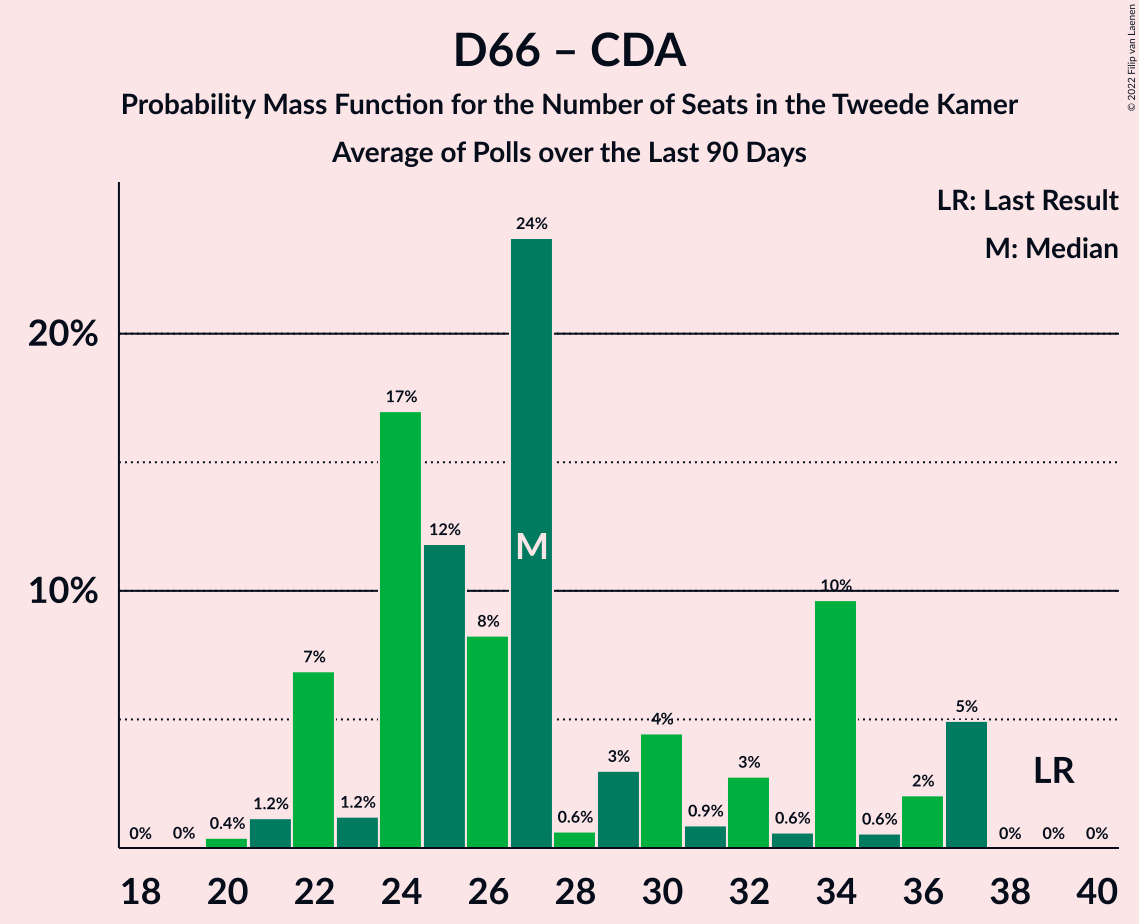 D66 – CDA
Probability Mass Function for the Number of Seats in the Tweede Kamer
Average of Polls over the Last 90 Days
© 2022 Filip van Laenen
LR: Last Result
M: Median
20%
10%
0%
0%
0.4%
1.2%
7%
1.2%
17%
12%
8%
24%
M
0.6%
3%
4%
0.9%
3%
0.6%
10%
0.6%
2%
5%
0%
LR
0%
0%
18 20 22 24 26 28 30 32 34 36 38 40